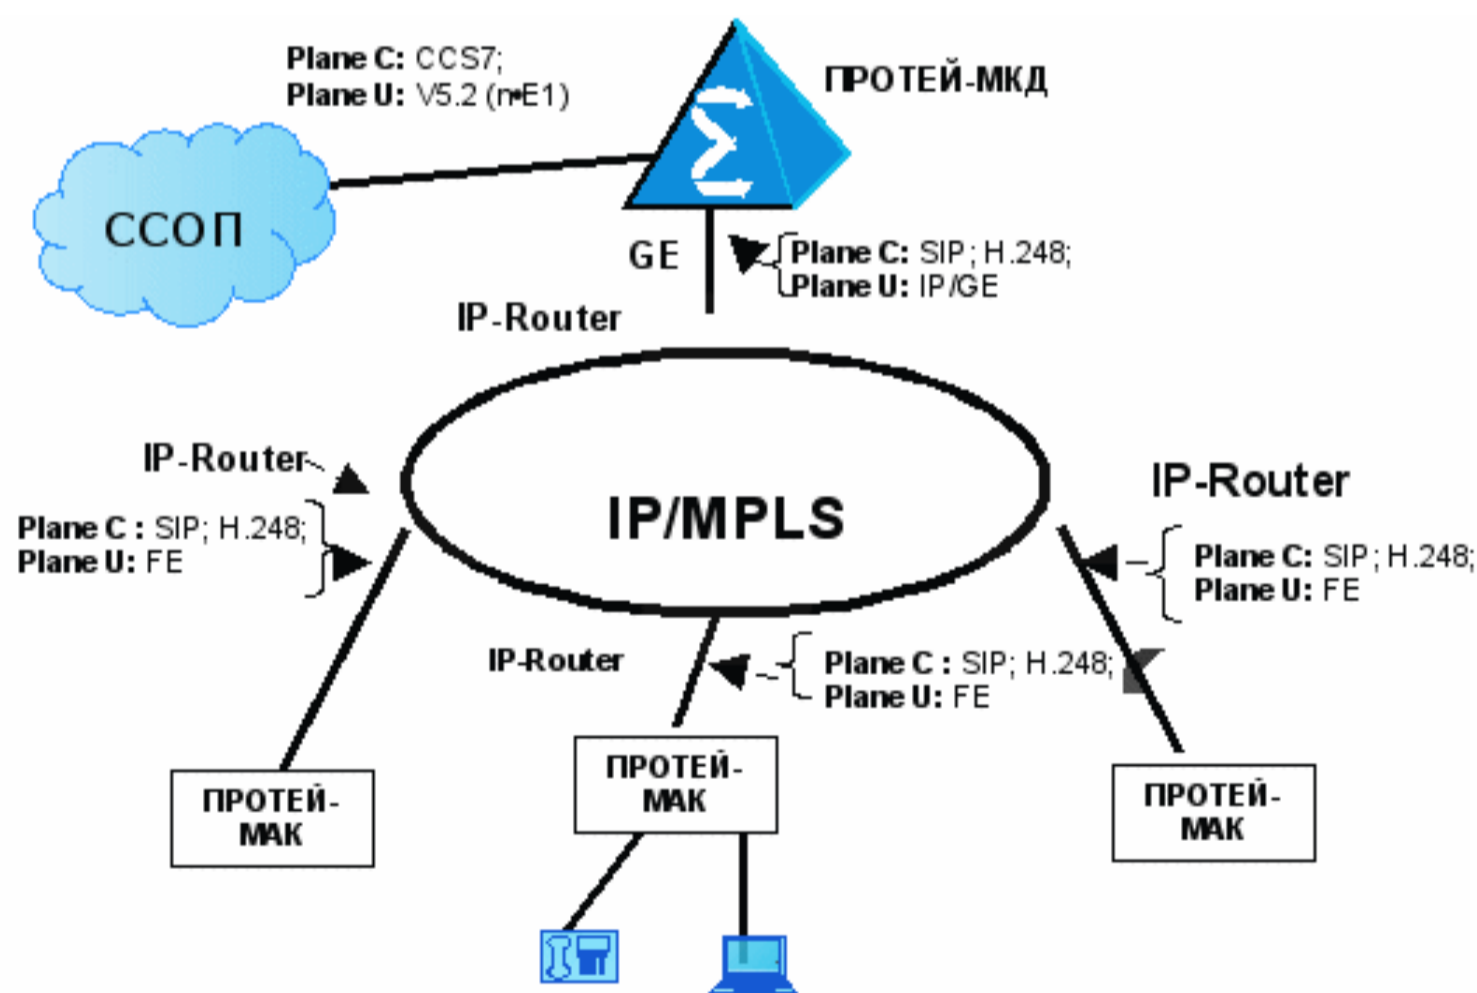 Plane C: CCS7;
Plane U: V5.2 (n•E1)
ПРОТЕЙ-МКД
ССОП
GE
Plane C: SIP; H.248;
Plane U: IP/GE
IP-Router
IP-Router
Plane C : SIP; H.248;
Plane U: FE
IP/MPLS
IP-Router
Plane C: SIP; H.248;
Plane U: FE
IP-Router
Plane C : SIP; H.248;
Plane U: FE
ПРОТЕЙ-
МАК
ПРОТЕЙ-
МАК
ПРОТЕЙ-
МАК